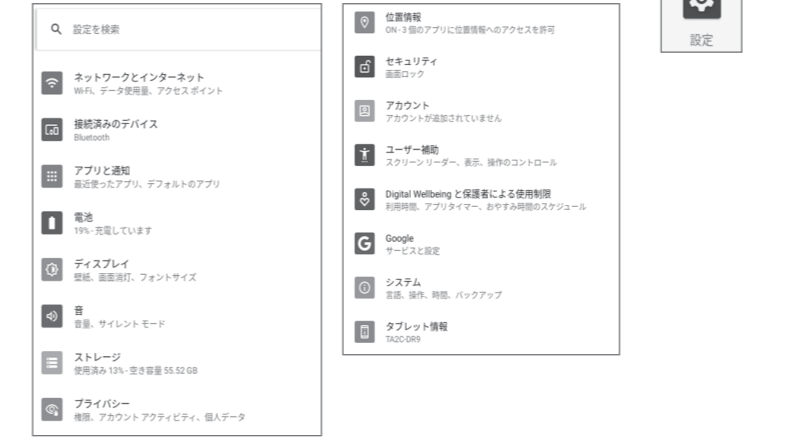 設定を検索
ネットワークとインターネット
Wi-Fi、データ使用量、アクセス ポイント
接続済みのデバイス
Bluetooth
アプリと通知
最近使ったアプリ、デフォルトのアプリ
電池
19% - 充電しています
ディスプレイ
壁紙、画面消灯、フォントサイズ
音
音量、サイレント モード
ストレージ
使用済み 13% - 空き容量 55.52 GB
プライバシー
権限、アカウント アクティビティ、個人データ
位置情報
ON - 3 個のアプリに位置情報へのアクセスを許可
セキュリティ
画面ロック
アカウント
アカウントが追加されていません
ユーザー補助
スクリーン リーダー、表示、操作のコントロール
Digital Wellbeing と保護者による使用制限
利用時間、アプリタイマー、おやすみ時間のスケジュール
Google
サービスと設定
システム
言語、操作、時間、バックアップ
タブレット情報
TA2C-DR9
設定